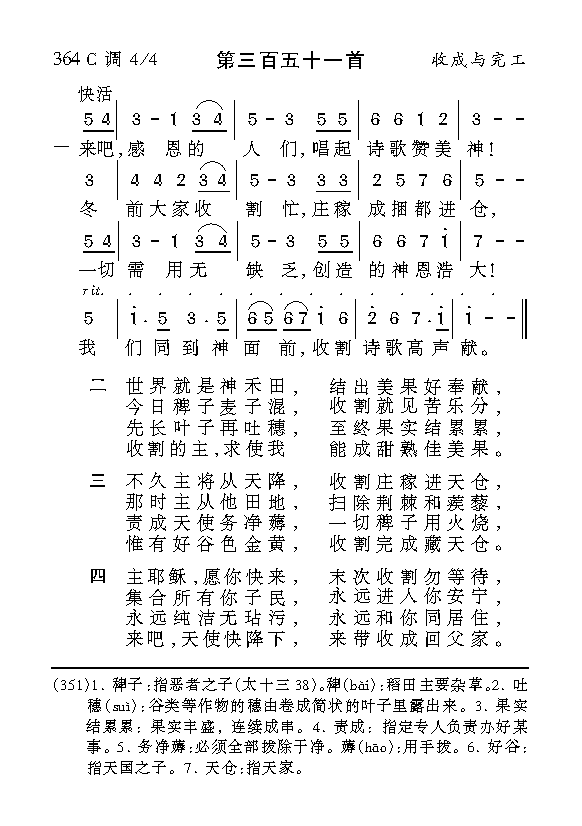 364 C 调 4/4 第三百五十一首 收成与完工
快活
5 4 | 3 - 1 3 4 | 5 - 3 5 5 | 6 6 1 2 | 3 - -
一 来吧,感 恩的 人 们,唱起 诗歌赞美 神!
3 | 4 4 2 3 4 | 5 - 3 3 3 | 2 5 7 6 | 5 - -
冬 前大家收 割 忙,庄稼 成捆都进 仓,
5 4 | 3 - 1 3 4 | 5 - 3 5 5 | 6 6 7 i | 7 - -
一切 需 用无 缺 乏,创造 的神恩浩 大!
rit. . . . . . . . . . . . . . .
5 | i . 5 3 . 5 | 6 5 6 7 i 6 | 2 6 7 . i | i - - ‖
我 们同到神 面 前,收割 诗歌高声 献。
二 世界就是神禾田, 结出美果好奉献,
今日稗子麦子混, 收割就见苦乐分,
先长叶子再吐穗, 至终果实结累累,
收割的主,求使我 能成甜熟佳美果。
三 不久主将从天降, 收割庄稼进天仓,
那时主从他田地, 扫除荆棘和蒺藜,
责成天使务净薅, 一切稗子用火烧,
惟有好谷色金黄, 收割完成藏天仓。
四 主耶稣,愿你快来, 末次收割勿等待,
集合所有你子民, 永远进入你安宁,
永远纯洁无玷污, 永远和你同居住,
来吧,天使快降下, 来带收成回父家。
(351)1. 稗子:指恶者之子(太十三38)。稗(bài):稻田主要杂草。2. 吐
穗(suì):谷类等作物的穗由卷成筒状的叶子里露出来。3. 果实
结累累:果实丰盛,连续成串。4. 责成:指定专人负责办好某
事。5. 务净薅:必须全部拔除干净。薅(hāo):用手拔。6. 好谷:
指天国之子。7. 天仓:指天家。